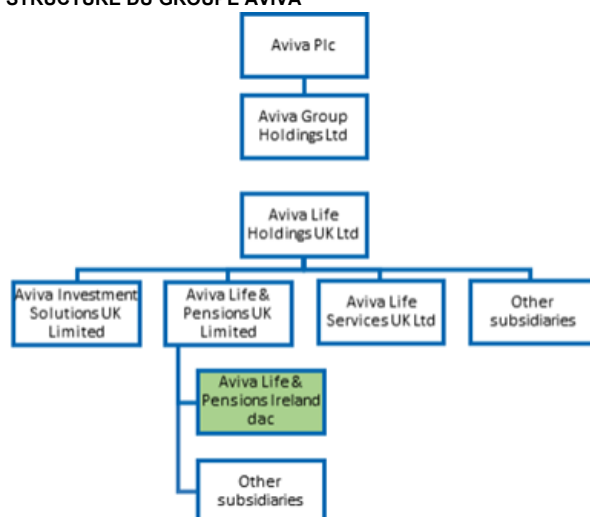 STRUCTURE DU GROUPE AVIVA
Aviva Plc
Aviva Group
Holdings Ltd
Aviva Life
Holdings UK Ltd
Aviva Investment
Solutions UK
Limited
Aviva Life &
Pensions UK
Limited
Aviva Life
Services UK Ltd
Other
subsidiaries
Aviva Life &
Pensions Ireland
dac
Other
subsidiaries